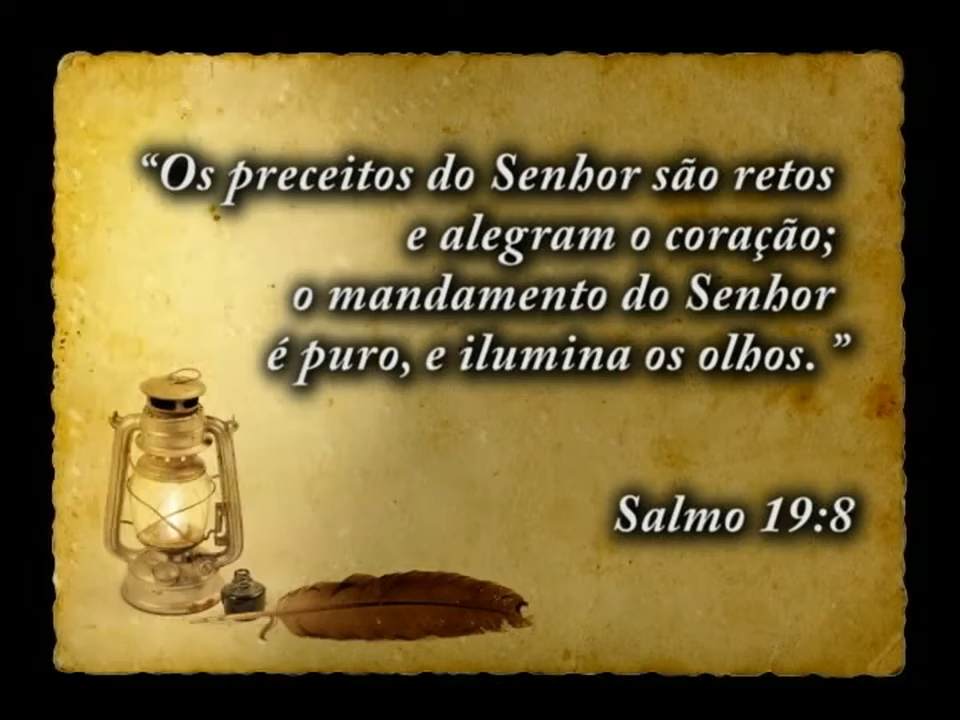 “Os preceitos do Senhor são retos
e alegram o coração;
o mandamento do Senhor
é puro, e ilumina os olhos. ”
Salmo 19:8